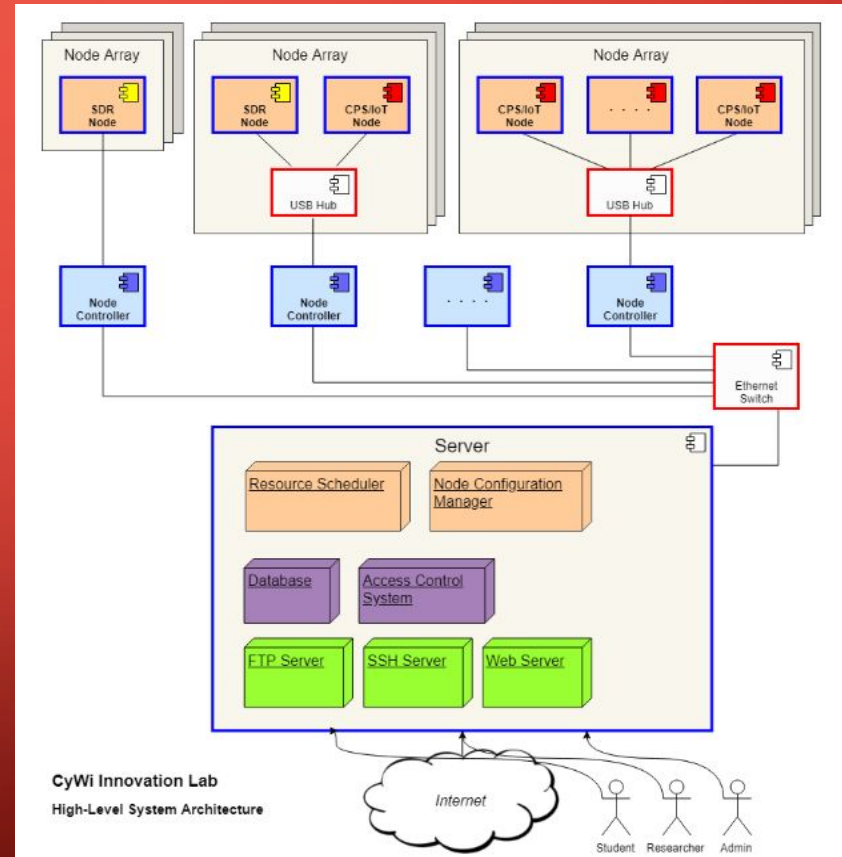 Node Array
Node Array
Node Array
SDR
Node
SDR
Node
CPS/IoT
Node
CPS/IoT
Node
. . . .
CPS/IoT
Node
USB Hub
USB Hub
Node
Controller
Node
Controller
. . . .
Node
Controller
Ethernet
Switch
Server
Resource Scheduler
Node Configuration
Manager
Database
Access Control
System
FTP Server
SSH Server
Web Server
CyWi Innovation Lab
High-Level System Architecture
Internet
Student
Researcher
Admin